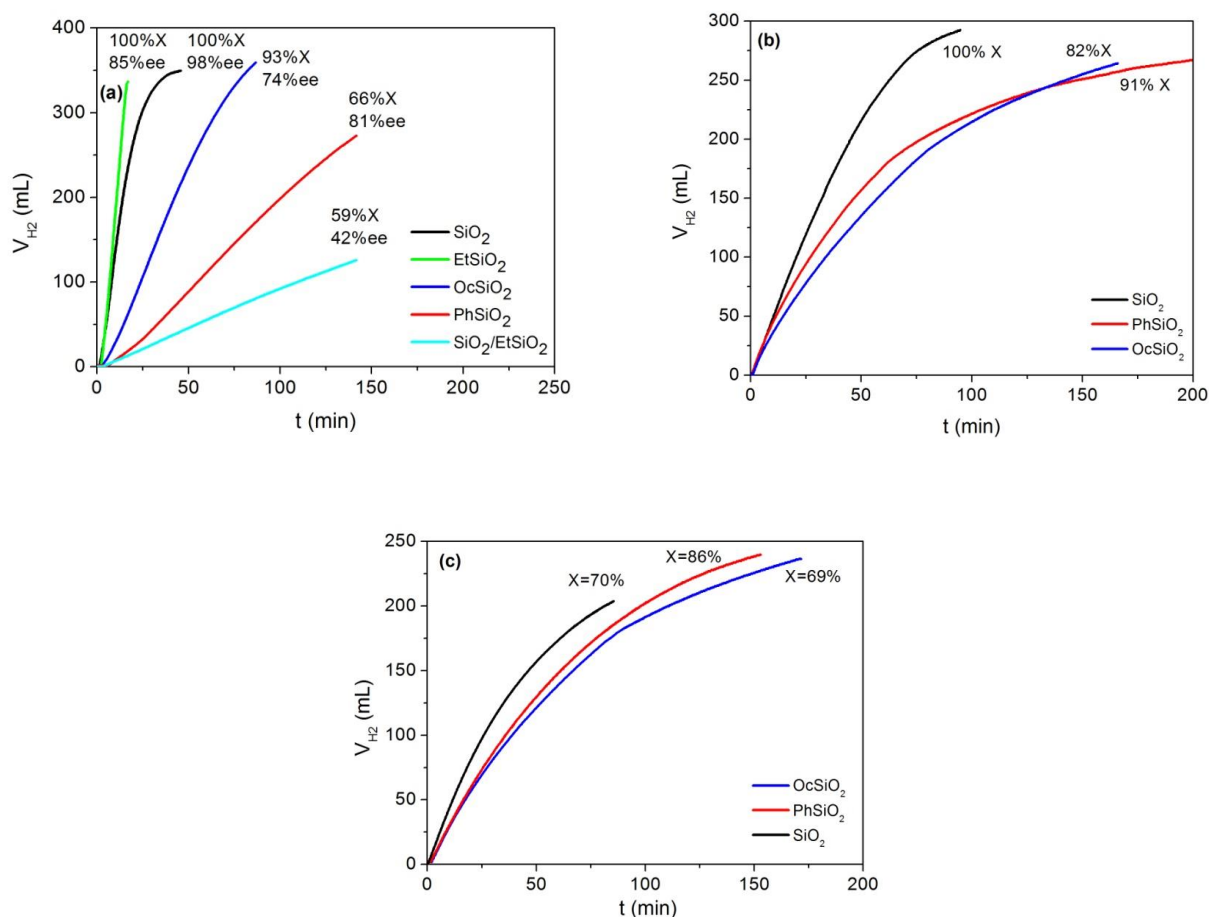 (a)
100%X 100%X 93%X
85%ee 98%ee 74%ee
66%X
81%ee
59%X
42%ee
V_H2 (mL)
400
300
200
100
0
0 50 100 150 200 250
t (min)
SiO₂
EtSiO₂
OcSiO₂
PhSiO₂
SiO₂/EtSiO₂
(b)
100% X
82%X
91% X
V_H2 (mL)
300
250
200
150
100
50
0
0 50 100 150 200
t (min)
SiO₂
PhSiO₂
OcSiO₂
(c)
X=70%
X=86%
X=69%
V_H2 (mL)
250
200
150
100
50
0
0 50 100 150 200
t (min)
OcSiO₂
PhSiO₂
SiO₂